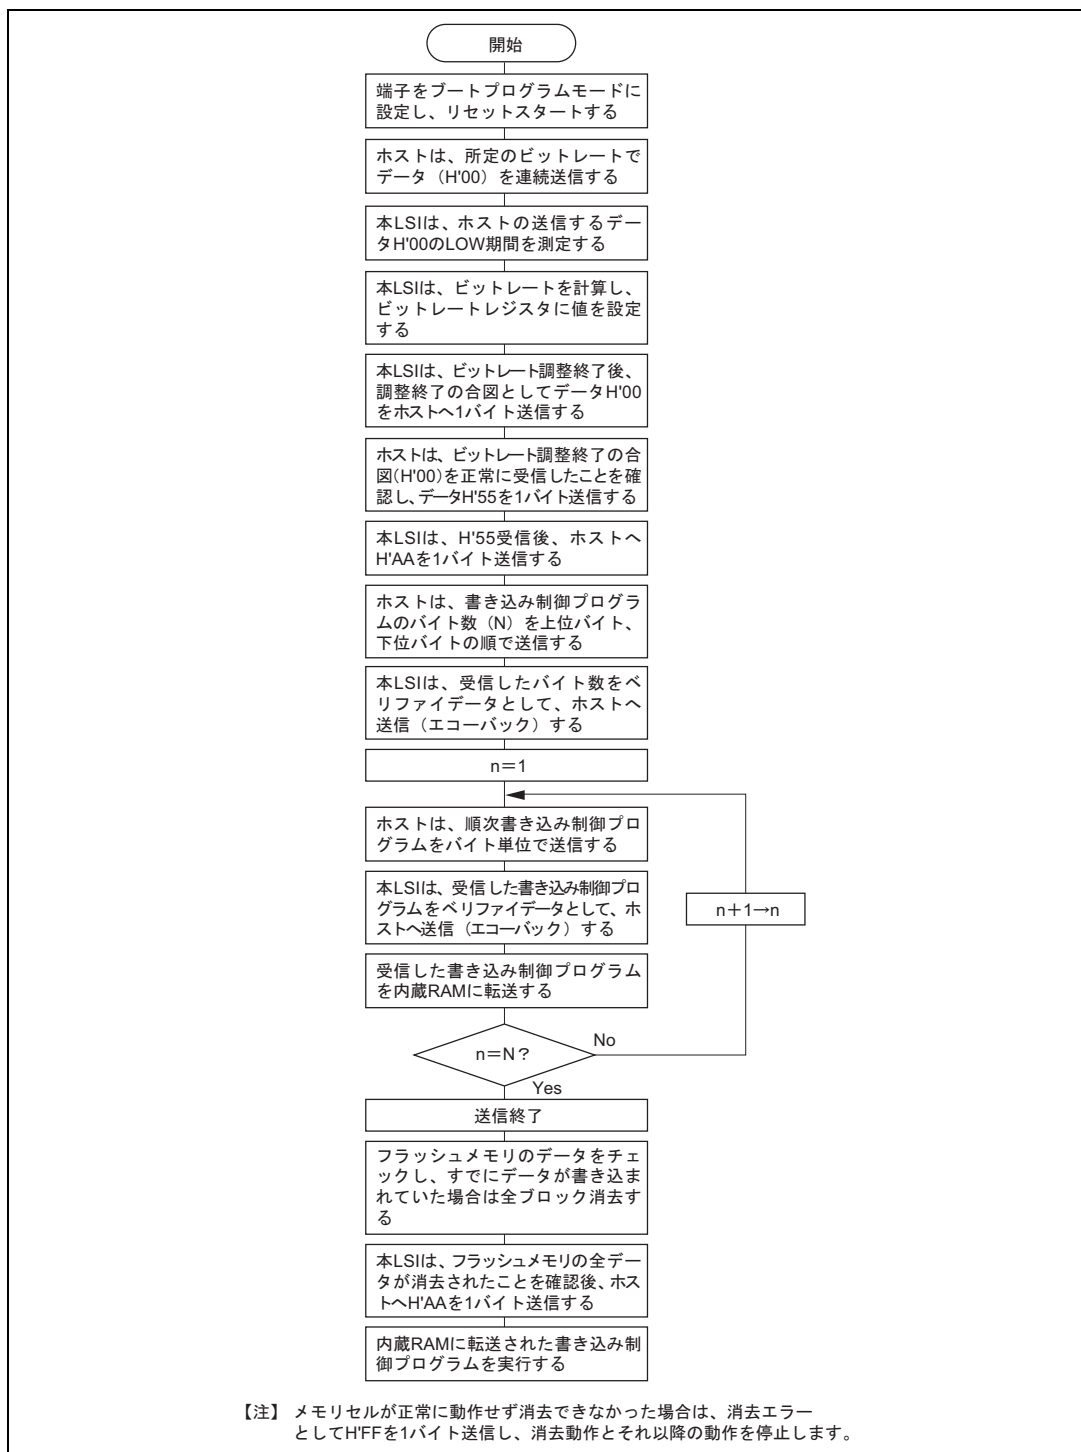 開始
端子をブートプログラムモードに
設定し、リセットスタートする
ホストは、所定のビットレートで
データ（H'00）を連続送信する
本LSIは、ホストの送信するデー
タH'00のLOW期間を測定する
本LSIは、ビットレートを計算し、
ビットレートレジスタに値を設定
する
本LSIは、ビットレート調整終了後、
調整終了の合図としてデータH'00
をホストへ1バイト送信する
ホストは、ビットレート調整終了の合
図(H'00)を正常に受信したことを確
認し、データH'55を1バイト送信する
本LSIは、H'55受信後、ホストへ
H'AAを1バイト送信する
ホストは、書き込み制御プログラ
ムのバイト数（N）を上位バイト、
下位バイトの順で送信する
本LSIは、受信したバイト数をベ
リファイデータとして、ホストへ
送信（エコーバック）する
n＝1
ホストは、順次書き込み制御プロ
グラムをバイト単位で送信する
本LSIは、受信した書き込み制御プロ
グラムをベリファイデータとして、ホ
ストへ送信（エコーバック）する
n＋1→n
受信した書き込み制御プログラム
を内蔵RAMに転送する
n＝N？
No
Yes
送信終了
フラッシュメモリのデータをチェ
ックし、すでにデータが書き込ま
れていた場合は全ブロック消去す
る
本LSIは、フラッシュメモリの全デー
タが消去されたことを確認後、ホス
トへH'AAを1バイト送信する
内蔵RAMに転送された書き込み制
御プログラムを実行する
【注】 メモリセルが正常に動作せず消去できなかった場合は、消去エラー
としてH'FFを1バイト送信し、消去動作とそれ以降の動作を停止します。